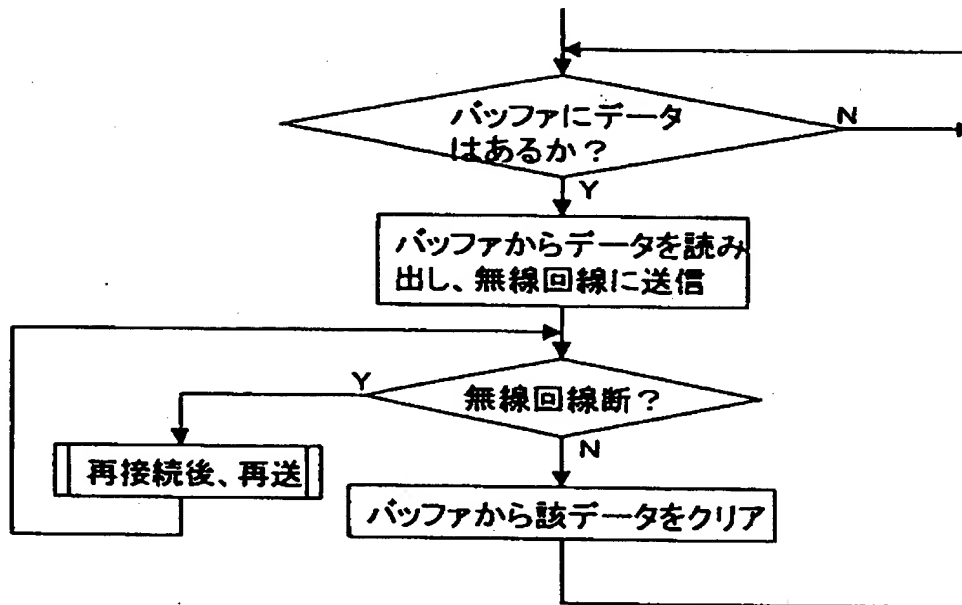 バッファにデータ
はあるか？
N
Y
バッファからデータを読み
出し、無線回線に送信
Y
無線回線断？
N
再接続後、再送
バッファから該データをクリア